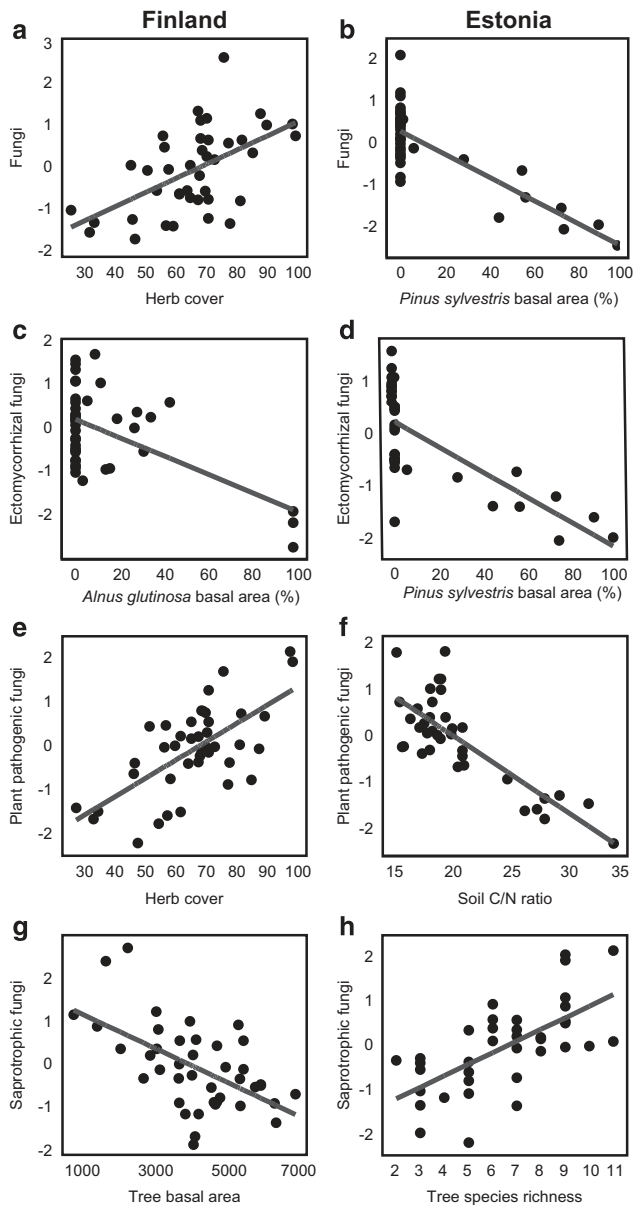 Finland
Estonia
a
3
2
1
0
-1
-2
Fungi
30 40 50 60 70 80 90 100
Herb cover
b
2
1
0
-1
-2
Fungi
0 20 40 60 80 100
Pinus sylvestris basal area (%)
c
2
1
0
-1
-2
Ectomycorrhizal fungi
0 20 40 60 80 100
Alnus glutinosa basal area (%)
d
2
1
0
-1
-2
Ectomycorrhizal fungi
0 20 40 60 80 100
Pinus sylvestris basal area (%)
e
2
1
0
-1
-2
Plant pathogenic fungi
30 40 50 60 70 80 90 100
Herb cover
f
2
1
0
-1
-2
Plant pathogenic fungi
15 20 25 30 35
Soil C/N ratio
g
2
1
0
-1
-2
Saprotrophic fungi
1000 3000 5000 7000
Tree basal area
h
2
1
0
-1
-2
Saprotrophic fungi
2 3 4 5 6 7 8 9 10 11
Tree species richness